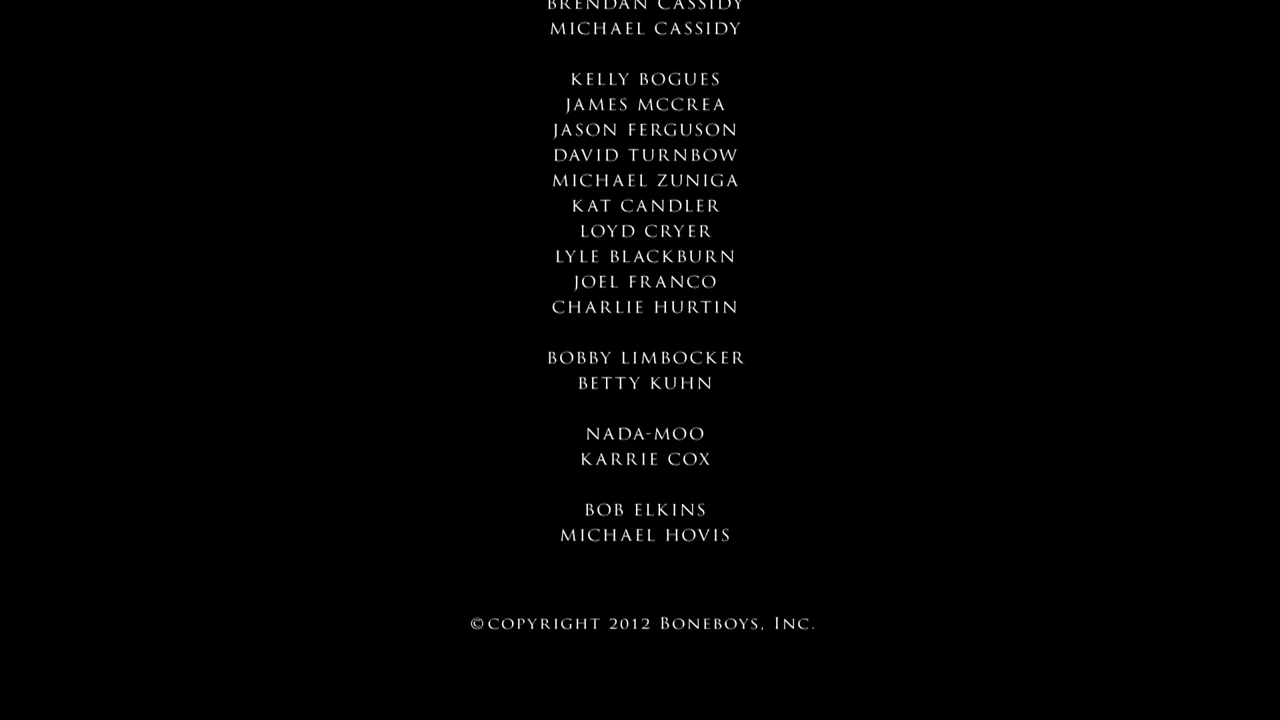 BRENDAN CASSIDY
MICHAEL CASSIDY
KELLY BOGUES
JAMES MCCREA
JASON FERGUSON
DAVID TURNBOW
MICHAEL ZUNIGA
KAT CANDLER
LOYD CRYER
LYLE BLACKBURN
JOEL FRANCO
CHARLIE HURTIN
BOBBY LIMBOCKER
BETTY KUHN
NADA-MOO
KARRIE COX
BOB ELKINS
MICHAEL HOVIS
©COPYRIGHT 2012 BONEBOYS, INC.